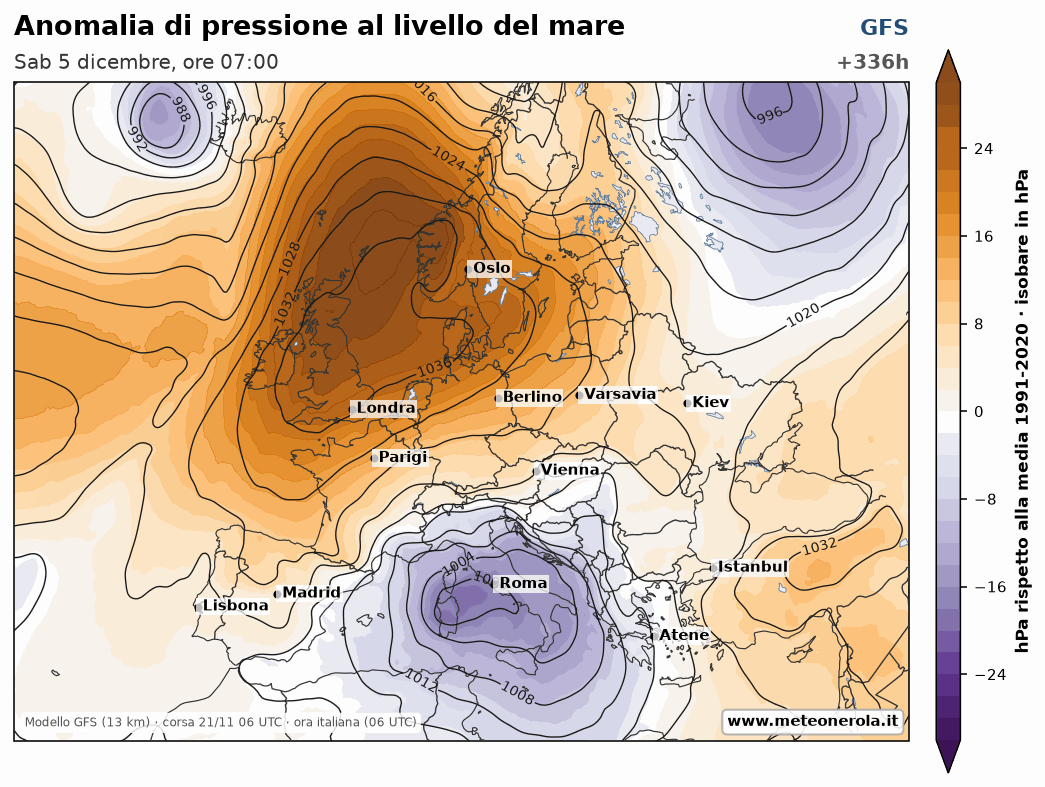 Anomalia di pressione al livello del mare
GFS
Sab 5 dicembre, ore 07:00
+336h
016
996
988
992
996
1024
1028
1032
1020
1036
Oslo
Londra
Berlino
Varsavia
Kiev
Parigi
Vienna
1032
1004
Roma
Istanbul
Madrid
Lisbona
Atene
1012
1008
24
16
8
0
−8
−16
−24
hPa rispetto alla media 1991-2020 · isobare in hPa
Modello GFS (13 km) · corsa 21/11 06 UTC · ora italiana (06 UTC)
www.meteonerola.it